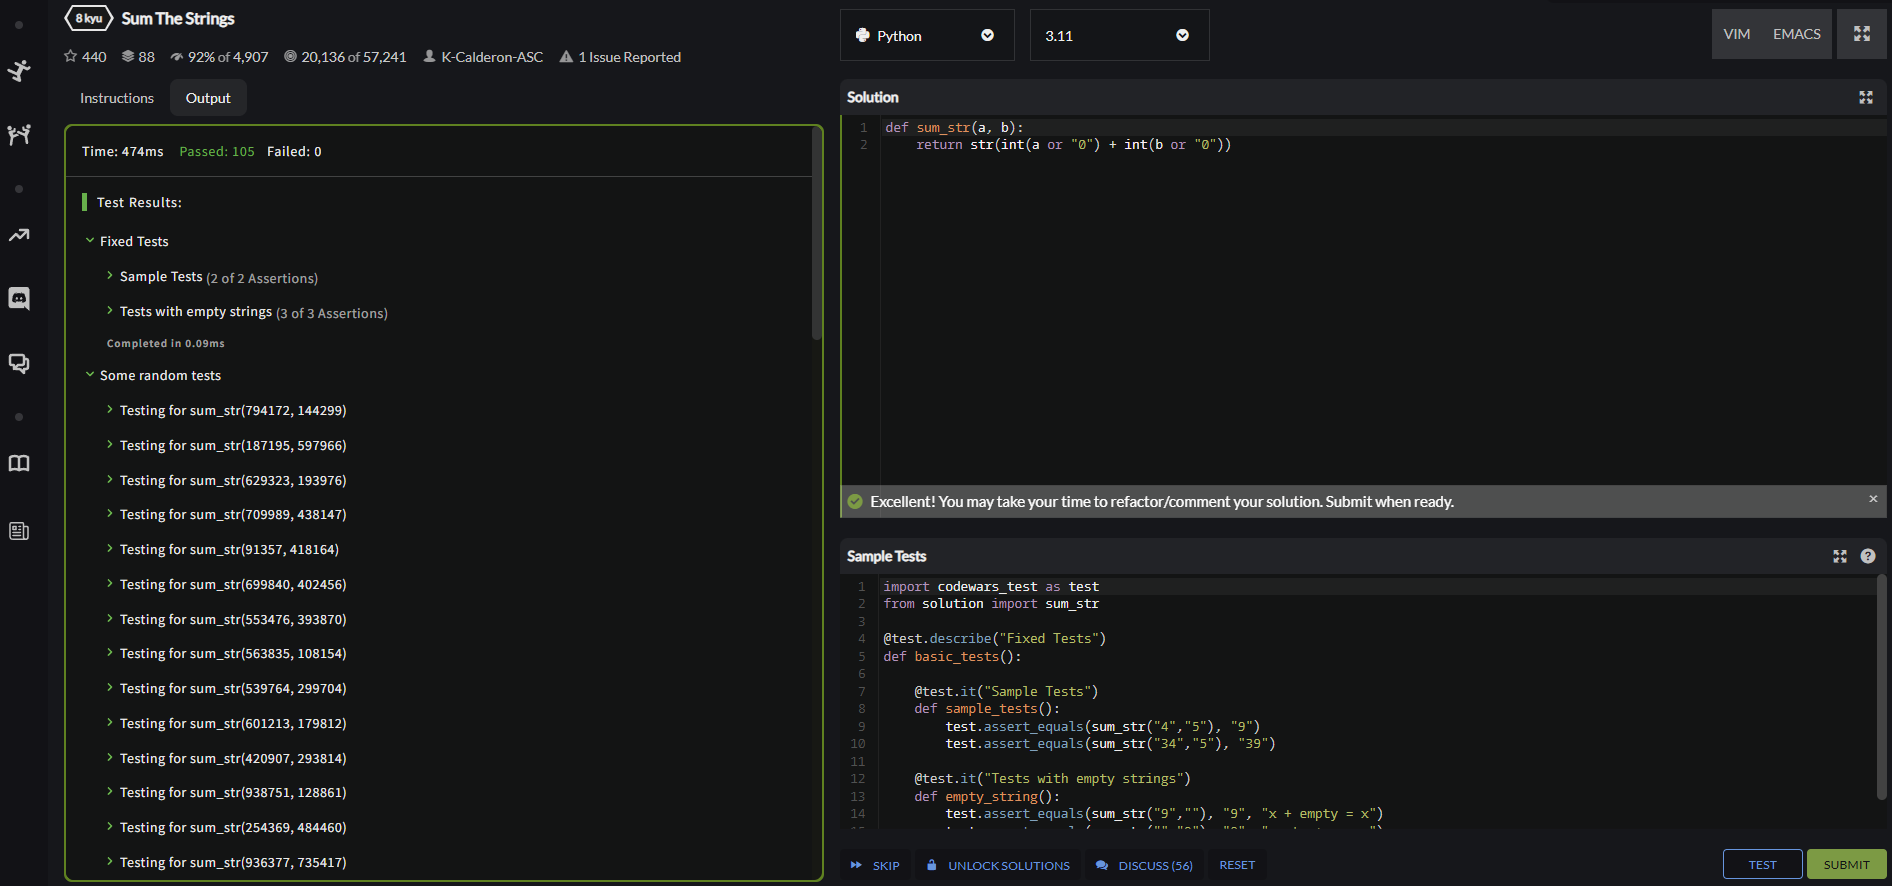 8 kyu Sum The Strings
440 88 92% of 4,907 20,136 of 57,241 K-Calderon-ASC 1 Issue Reported
Instructions Output
Time: 474ms Passed: 105 Failed: 0
Test Results:
Fixed Tests
Sample Tests (2 of 2 Assertions)
Tests with empty strings (3 of 3 Assertions)
Completed in 0.09ms
Some random tests
Testing for sum_str(794172, 144299)
Testing for sum_str(187195, 597966)
Testing for sum_str(629323, 193976)
Testing for sum_str(709989, 438147)
Testing for sum_str(91357, 418164)
Testing for sum_str(699840, 402456)
Testing for sum_str(553476, 393870)
Testing for sum_str(563835, 108154)
Testing for sum_str(539764, 299704)
Testing for sum_str(601213, 179812)
Testing for sum_str(420907, 293814)
Testing for sum_str(938751, 128861)
Testing for sum_str(254369, 484460)
Testing for sum_str(936377, 735417)
Python 3.11 VIM EMACS
Solution
1 def sum_str(a, b):
2 return str(int(a or "0") + int(b or "0"))
Excellent! You may take your time to refactor/comment your solution. Submit when ready. ×
Sample Tests ?
1 import codewars_test as test
2 from solution import sum_str
3
4 @test.describe("Fixed Tests")
5 def basic_tests():
6
7 @test.it("Sample Tests")
8 def sample_tests():
9 test.assert_equals(sum_str("4","5"), "9")
10 test.assert_equals(sum_str("34","5"), "39")
11
12 @test.it("Tests with empty strings")
13 def empty_string():
14 test.assert_equals(sum_str("9",""), "9", "x + empty = x")
SKIP UNLOCK SOLUTIONS DISCUSS (56) RESET TEST SUBMIT